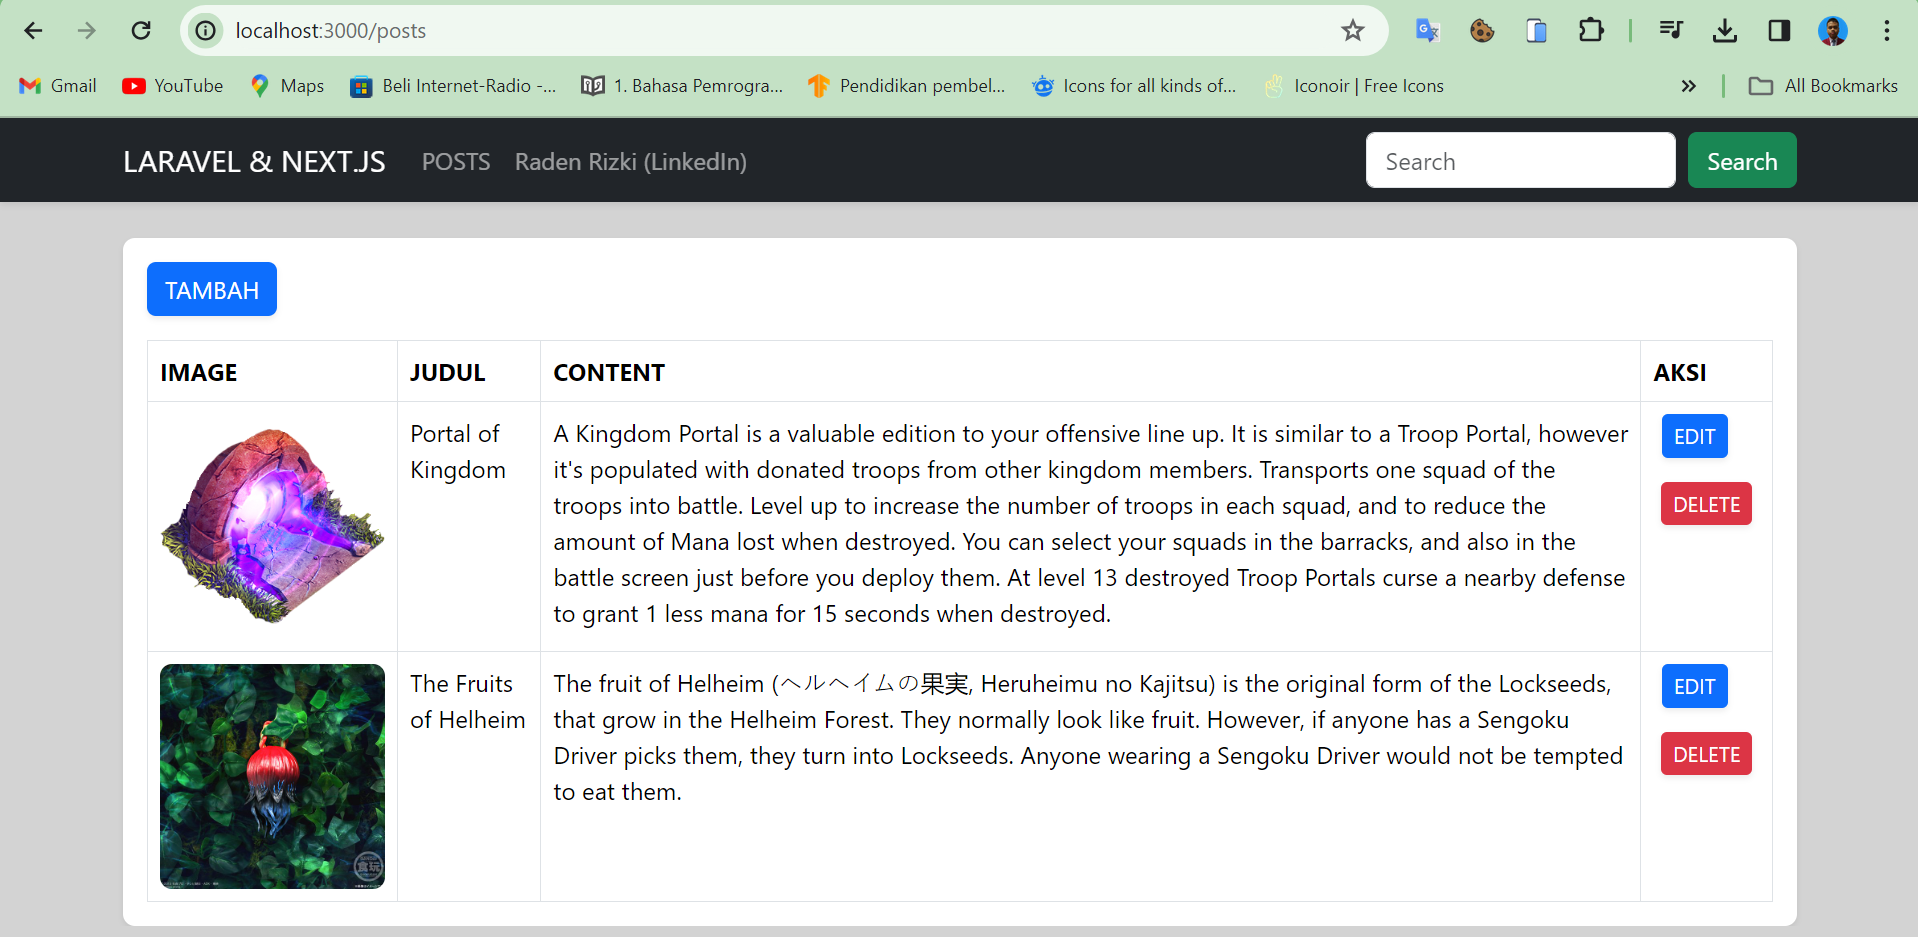 localhost:3000/posts
Gmail YouTube Maps Beli Internet-Radio -... 1. Bahasa Pemrogra... Pendidikan pembel... Icons for all kinds of... Iconoir | Free Icons » All Bookmarks
LARAVEL & NEXT.JS POSTS Raden Rizki (LinkedIn) Search Search
TAMBAH
IMAGE JUDUL CONTENT AKSI
Portal of
Kingdom
A Kingdom Portal is a valuable edition to your offensive line up. It is similar to a Troop Portal, however
it's populated with donated troops from other kingdom members. Transports one squad of the
troops into battle. Level up to increase the number of troops in each squad, and to reduce the
amount of Mana lost when destroyed. You can select your squads in the barracks, and also in the
battle screen just before you deploy them. At level 13 destroyed Troop Portals curse a nearby defense
to grant 1 less mana for 15 seconds when destroyed.
EDIT
DELETE
The Fruits
of Helheim
The fruit of Helheim (ヘルヘイムの果実, Heruheimu no Kajitsu) is the original form of the Lockseeds,
that grow in the Helheim Forest. They normally look like fruit. However, if anyone has a Sengoku
Driver picks them, they turn into Lockseeds. Anyone wearing a Sengoku Driver would not be tempted
to eat them.
EDIT
DELETE
食玩